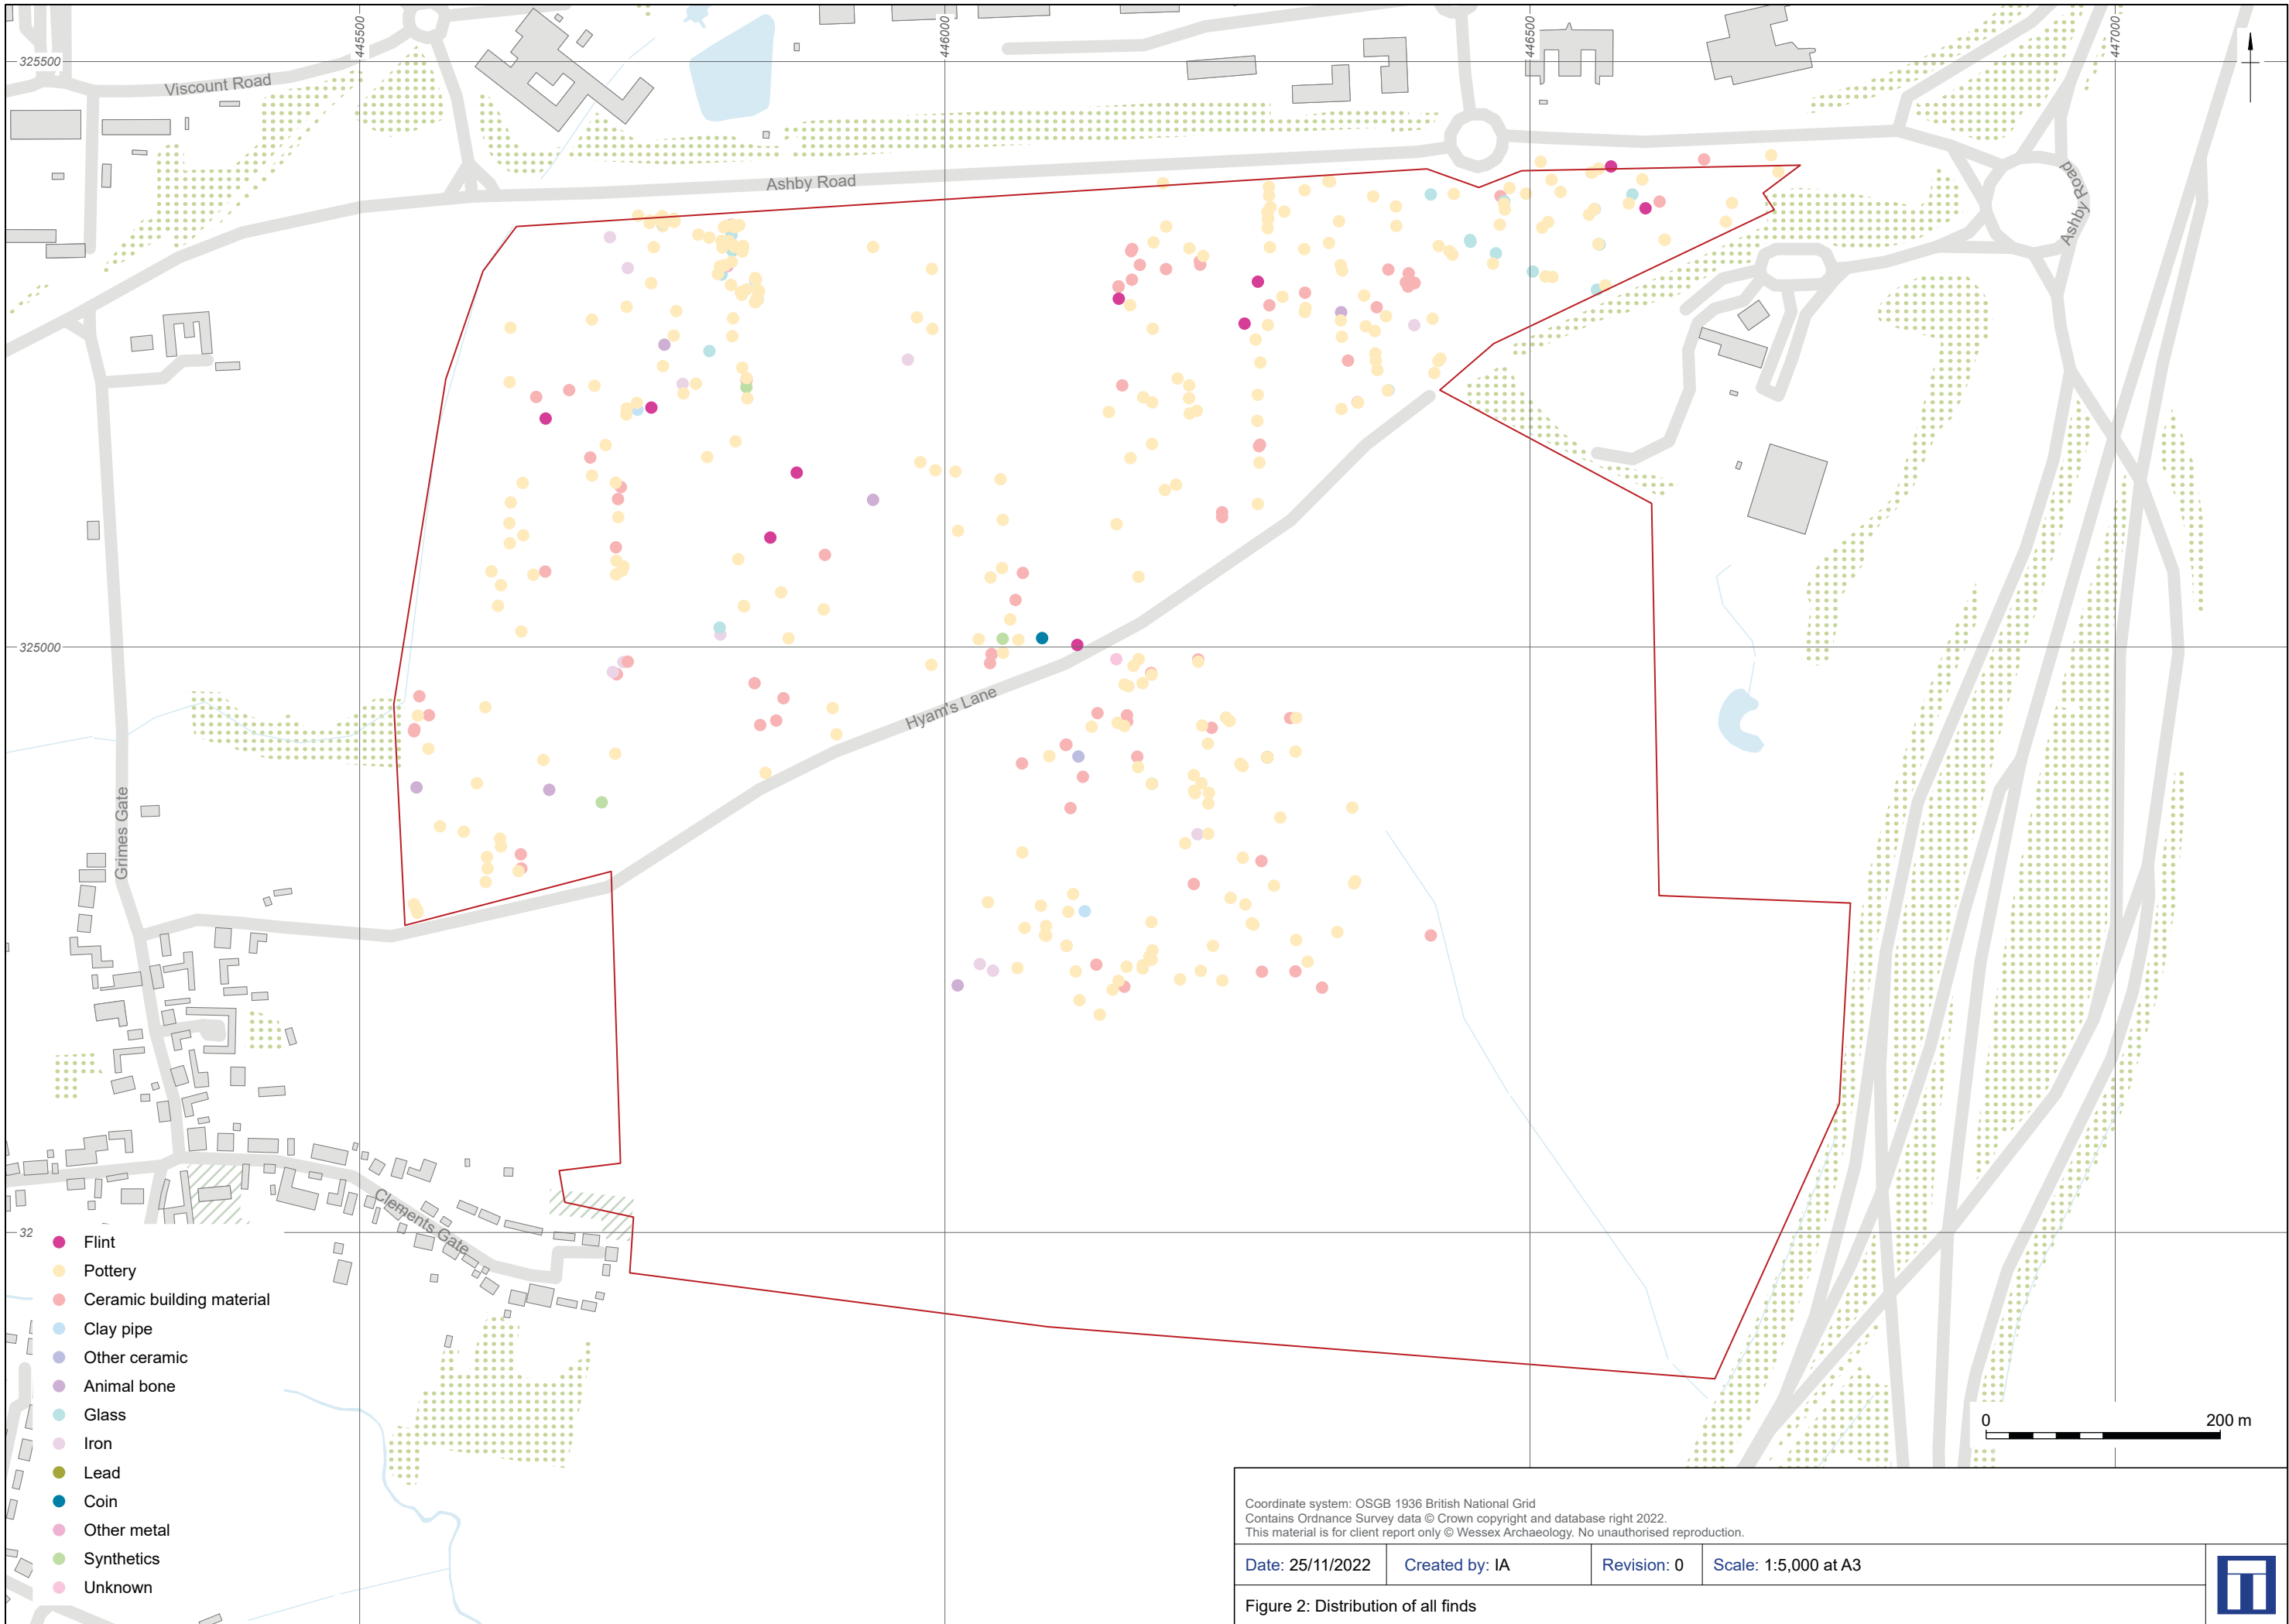 445500
446000
446500
447000
325500
Viscount Road
Ashby Road
Ashby Road
325000
Hyam's Lane
Grimes Gate
Clements Gate
32
Flint
Pottery
Ceramic building material
Clay pipe
Other ceramic
Animal bone
Glass
Iron
Lead
Coin
Other metal
Synthetics
Unknown
0 200 m
Coordinate system: OSGB 1936 British National Grid
Contains Ordnance Survey data © Crown copyright and database right 2022.
This material is for client report only © Wessex Archaeology. No unauthorised reproduction.
Date: 25/11/2022 Created by: IA Revision: 0 Scale: 1:5,000 at A3
Figure 2: Distribution of all finds